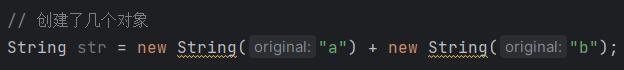 // 创建了几个对象
String str = new String( original: "a") + new String( original: "b");